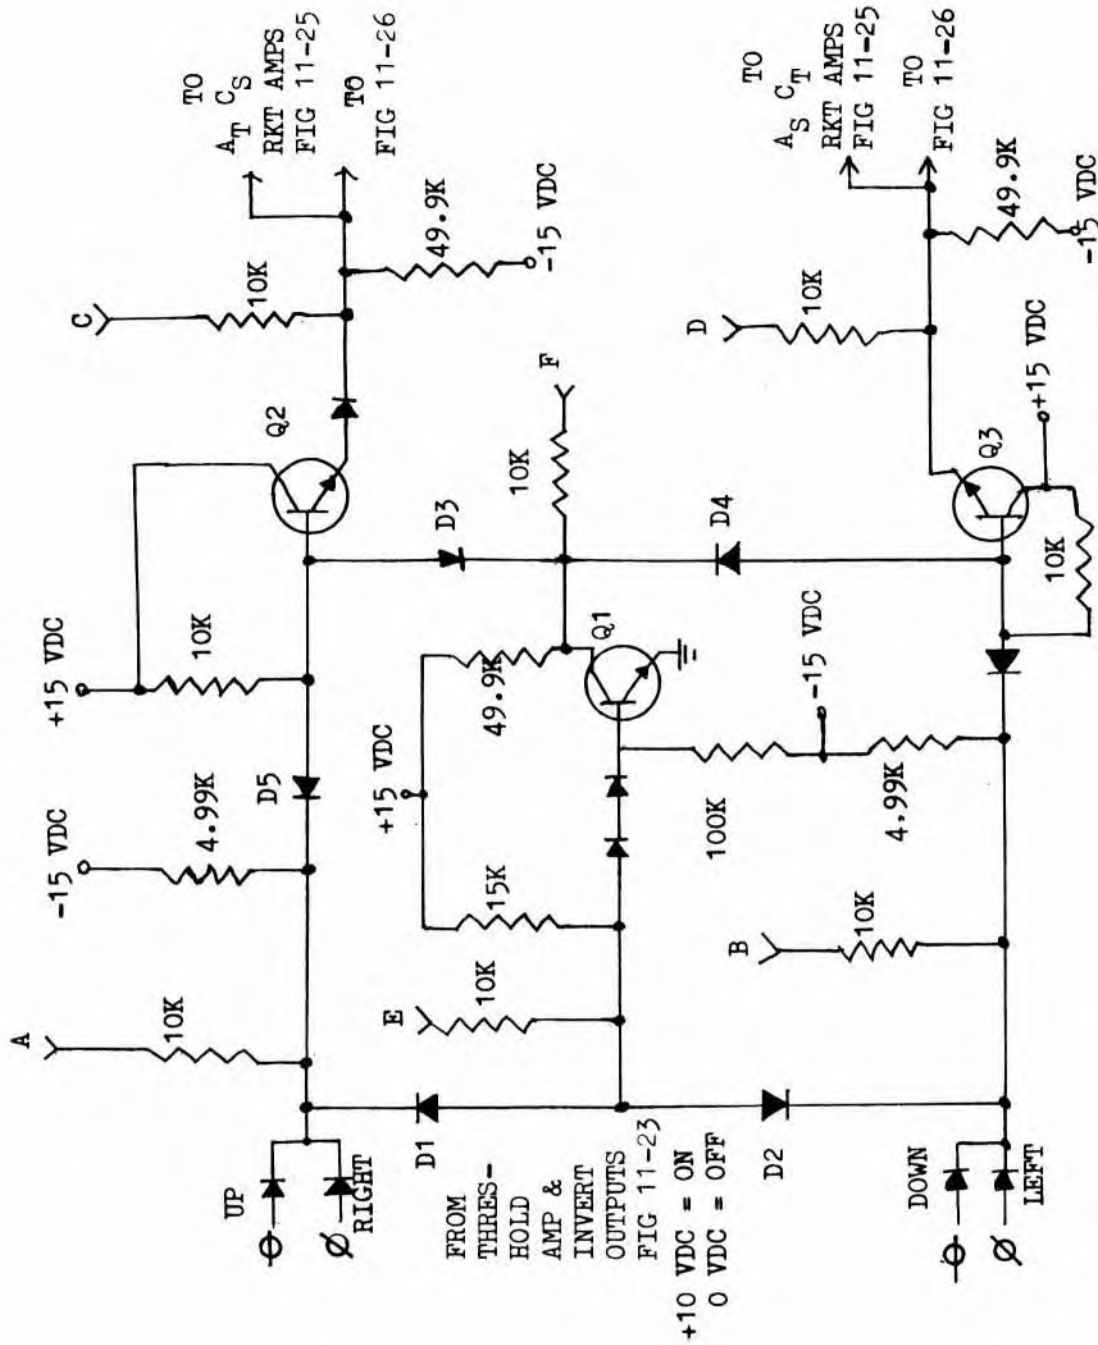 UP
⊖
Ø
RIGHT
FROM
THRES-
HOLD
AMP &
INVERT
OUTPUTS
FIG 11-23
+10 VDC = ON
0 VDC = OFF
DOWN
⊖
Ø
LEFT
A
10K
-15 VDC
4.99K
+15 VDC
10K
D5
Q2
C
10K
49.9K
-15 VDC
TO
A_T C_S
RKT AMPS
FIG 11-25
TO
FIG 11-26
D1
D2
E
10K
15K
+15 VDC
49.9K
Q1
100K
-15 VDC
4.99K
B
10K
D3
D4
10K
F
Q3
10K
+15 VDC
D
10K
49.9K
-15 VDC
TO
A_S C_T
RKT AMPS
FIG 11-25
TO
FIG 11-26